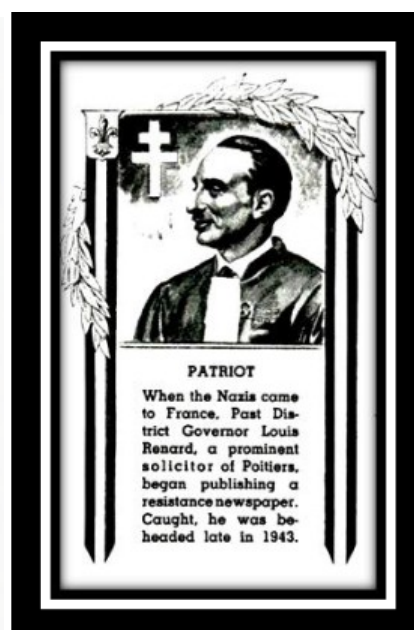 PATRIOT
When the Nazis came
to France, Past Dis-
trict Governor Louis
Renard, a prominent
solicitor of Poitiers,
began publishing a
resistance newspaper.
Caught, he was be-
headed late in 1943.